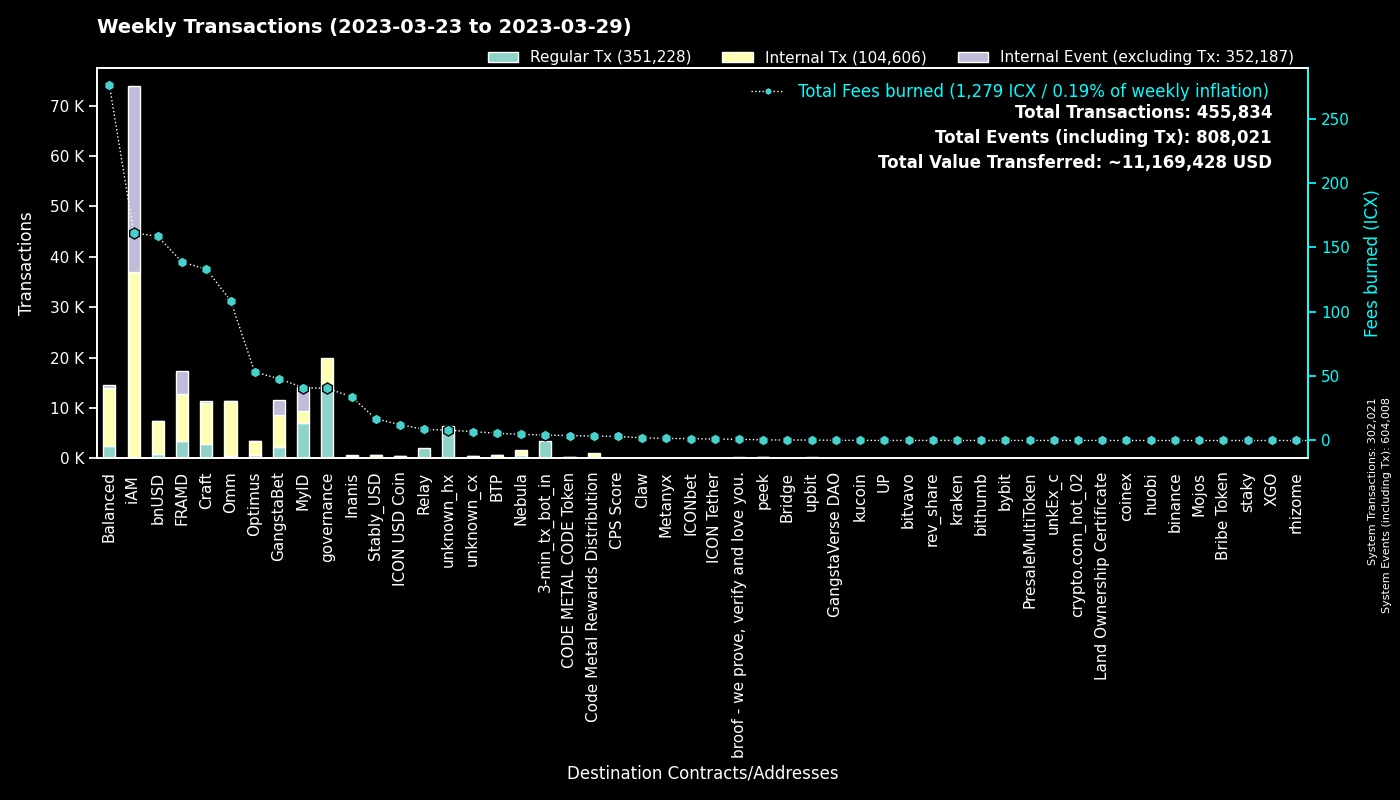 Weekly Transactions (2023-03-23 to 2023-03-29)
Regular Tx (351,228)
Internal Tx (104,606)
Internal Event (excluding Tx: 352,187)
Total Fees burned (1,279 ICX / 0.19% of weekly inflation)
Total Transactions: 455,834
Total Events (including Tx): 808,021
Total Value Transferred: ~11,169,428 USD
Transactions
70 K
60 K
50 K
40 K
30 K
20 K
10 K
0 K
250
200
150
100
50
0
Fees burned (ICX)
Balanced
iAM
bnUSD
FRAMD
Craft
Omm
Optimus
GangstaBet
MyID
governance
Inanis
Stably_USD
ICON USD Coin
Relay
unknown_hx
unknown_cx
BTP
Nebula
3-min_tx_bot_in
CODE METAL CODE Token
Code Metal Rewards Distribution
CPS Score
Claw
Metanyx
ICONbet
ICON Tether
broof - we prove, verify and love you.
peek
Bridge
upbit
GangstaVerse DAO
kucoin
UP
bitvavo
rev_share
kraken
bithumb
bybit
PresaleMultiToken
unkEx_c
crypto.com_hot_02
Land Ownership Certificate
coinex
huobi
binance
Mojos
Bribe Token
staky
XGO
rhizome
Destination Contracts/Addresses
System Transactions: 302,021
System Events (including Tx): 604,008